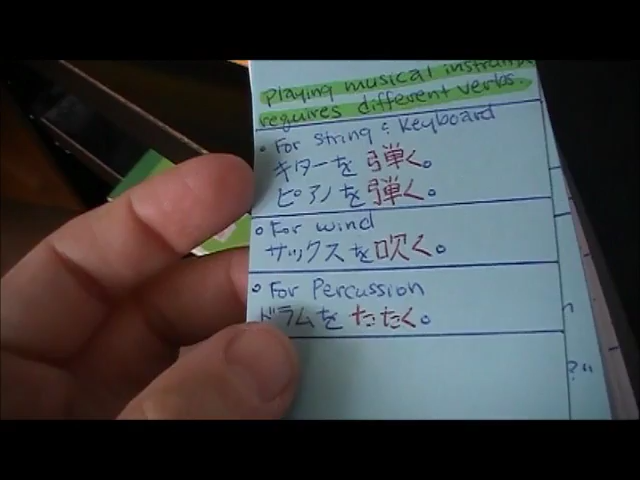 Playing musical
requires different verbs.
• For String & Keyboard
ギターを弾く。
ピアノを弾く。
• For wind
サックスを吹く。
• For Percussion
ドラムをたたく。
?"